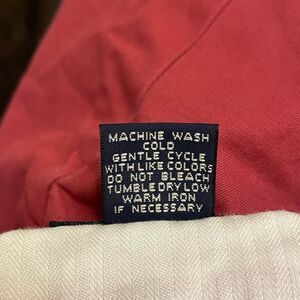 MACHINE WASH
COLD
GENTLE CYCLE
WITH LIKE COLORS
DO NOT BLEACH
TUMBLE DRY LOW
WARM IRON
IF NECESSARY